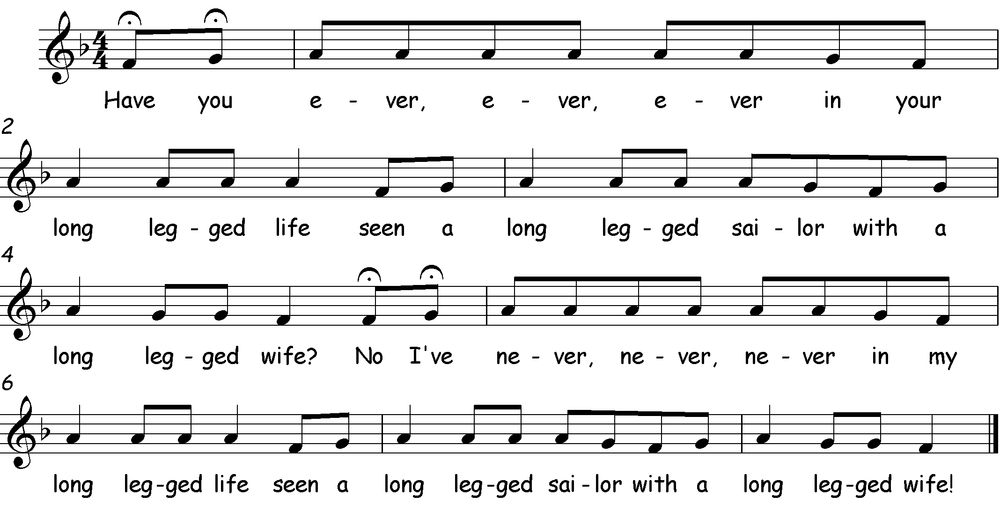 4
4
Have you e - ver, e - ver, e - ver in your
2
long leg - ged life seen a long leg - ged sai - lor with a
4
long leg - ged wife? No I've ne - ver, ne - ver, ne - ver in my
6
long leg-ged life seen a long leg-ged sai - lor with a long leg-ged wife!